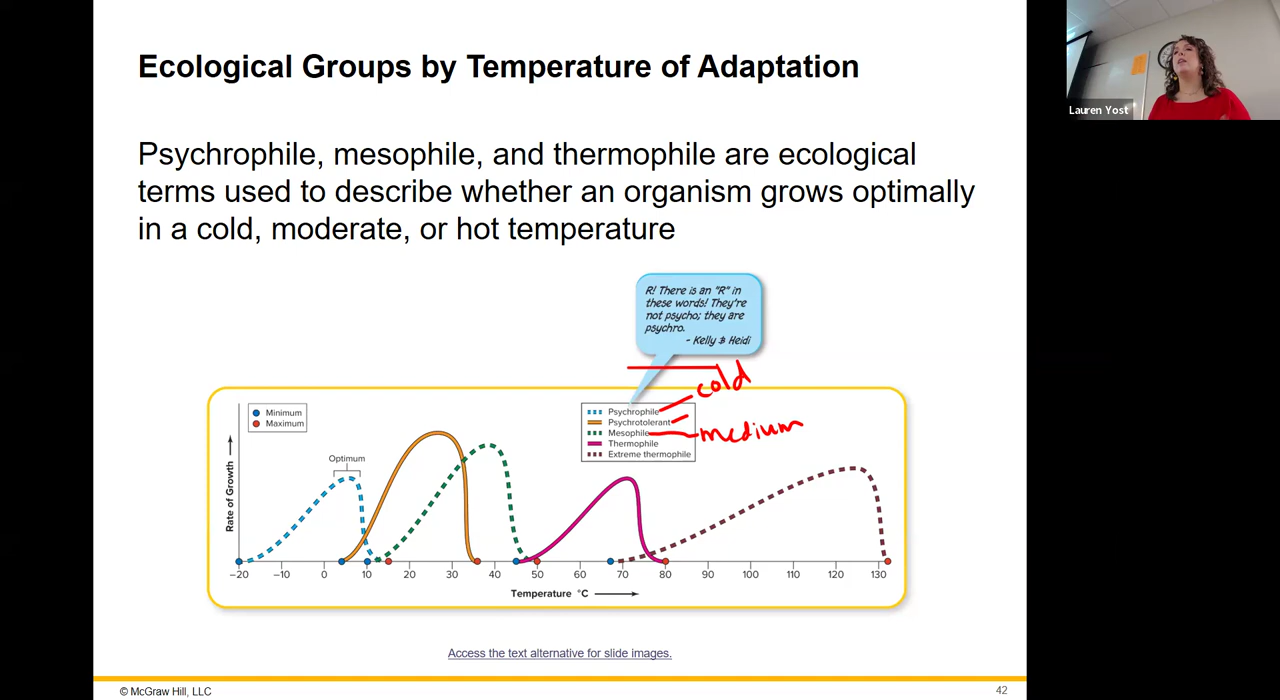 Ecological Groups by Temperature of Adaptation
Lauren Yost
Psychrophile, mesophile, and thermophile are ecological
terms used to describe whether an organism grows optimally
in a cold, moderate, or hot temperature
R! There is an "R" in
these words! They're
not psycho; they are
psychro.
- Kelly & Heidi
cold
medium
Minimum
Maximum
Psychrophile
Psychrotolerant
Mesophile
Thermophile
Extreme thermophile
Optimum
Rate of Growth
−20 −10 0 10 20 30 40 50 60 70 80 90 100 110 120 130
Temperature °C
Access the text alternative for slide images.
© McGraw Hill, LLC
42